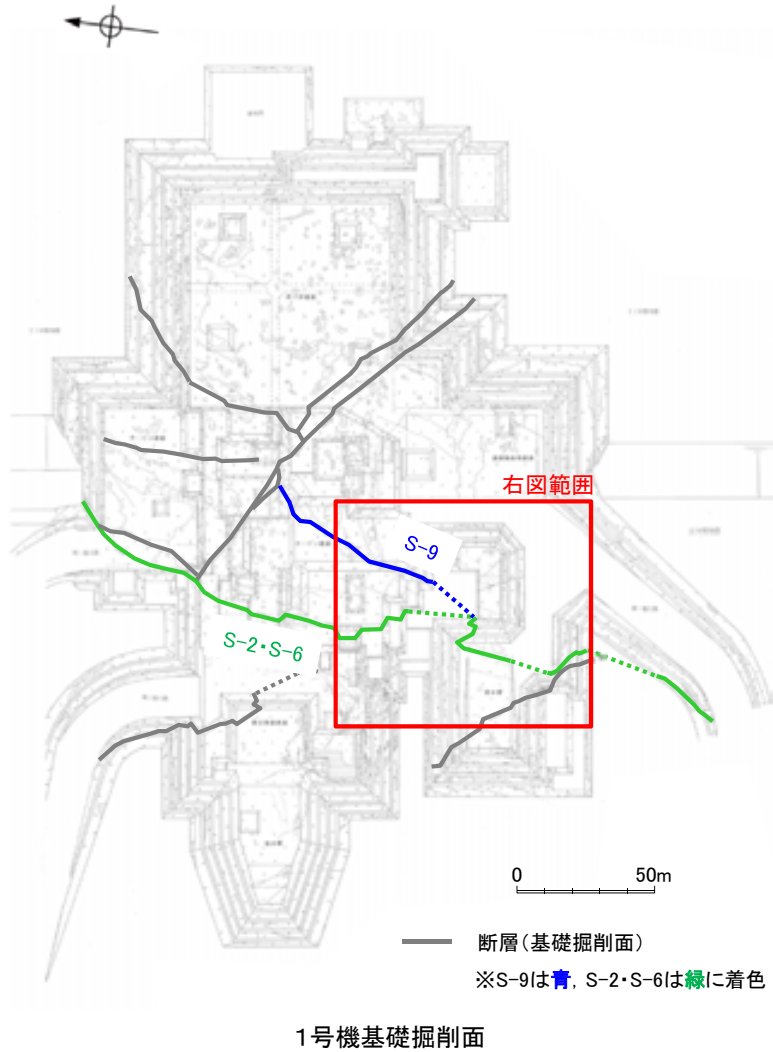 右図範囲
S-9
S-2・S-6
0 50m
断層(基礎掘削面)
※S-9は青, S-2・S-6は緑に着色
1号機基礎掘削面